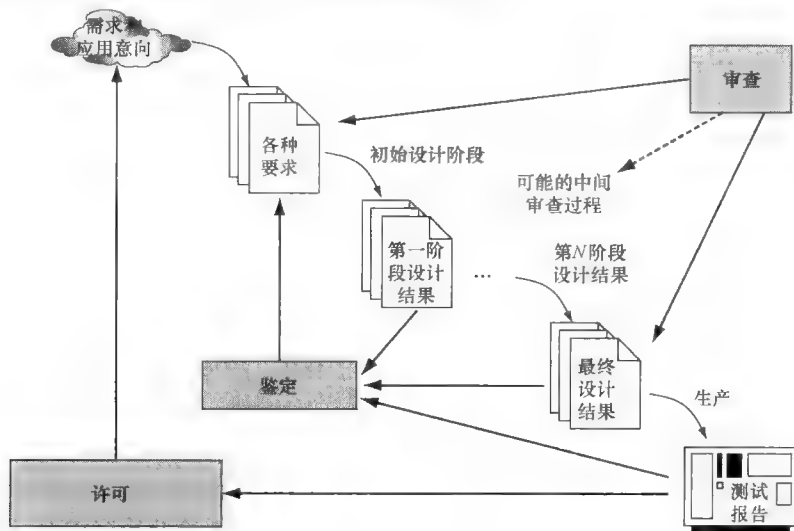 需求和
应用意向
审查
各种
要求
初始设计阶段
可能的中间
审查过程
第一阶
段设计
结果
…
第N阶段
设计结果
鉴定
最终
设计
结果
生产
许可
测试
报告